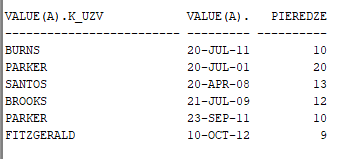 VALUE(A).K_UZV VALUE(A). PIEREDZE
------------------------- --------- ----------
BURNS 20-JUL-11 10
PARKER 20-JUL-01 20
SANTOS 20-APR-08 13
BROOKS 21-JUL-09 12
PARKER 23-SEP-11 10
FITZGERALD 10-OCT-12 9